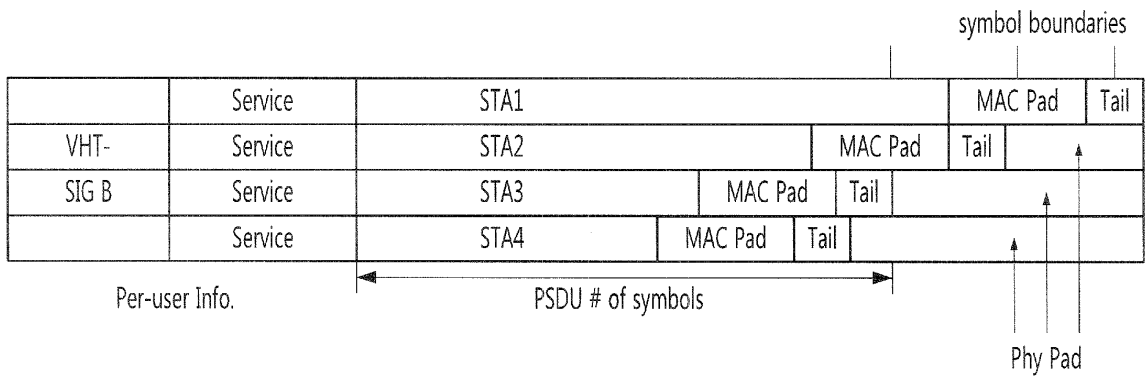 symbol boundaries
Service STA1 MAC Pad Tail
VHT- Service STA2 MAC Pad Tail
SIG B Service STA3 MAC Pad Tail
Service STA4 MAC Pad Tail
Per-user Info. PSDU # of symbols
Phy Pad